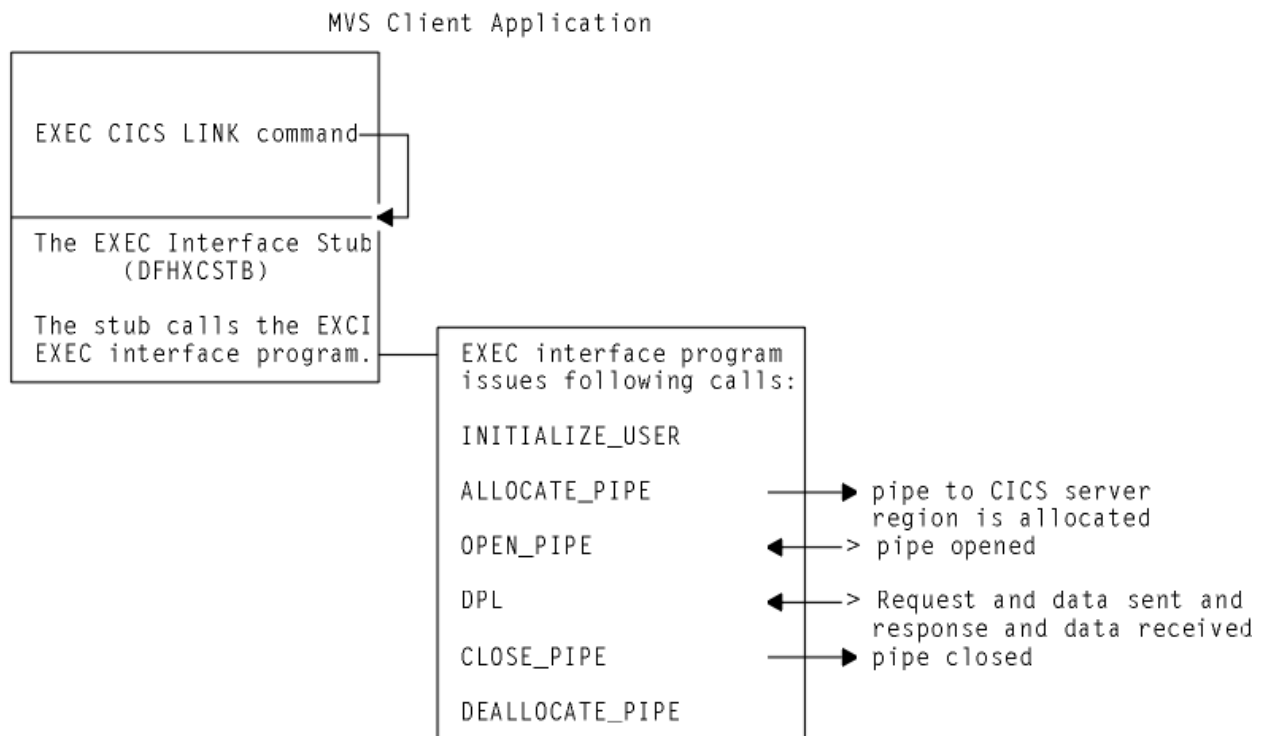 MVS Client Application
EXEC CICS LINK command
The EXEC Interface Stub
(DFHXCSTB)
The stub calls the EXCI
EXEC interface program.
EXEC interface program
issues following calls:
INITIALIZE_USER
ALLOCATE_PIPE
pipe to CICS server
region is allocated
OPEN_PIPE
> pipe opened
DPL
> Request and data sent and
response and data received
CLOSE_PIPE
pipe closed
DEALLOCATE_PIPE